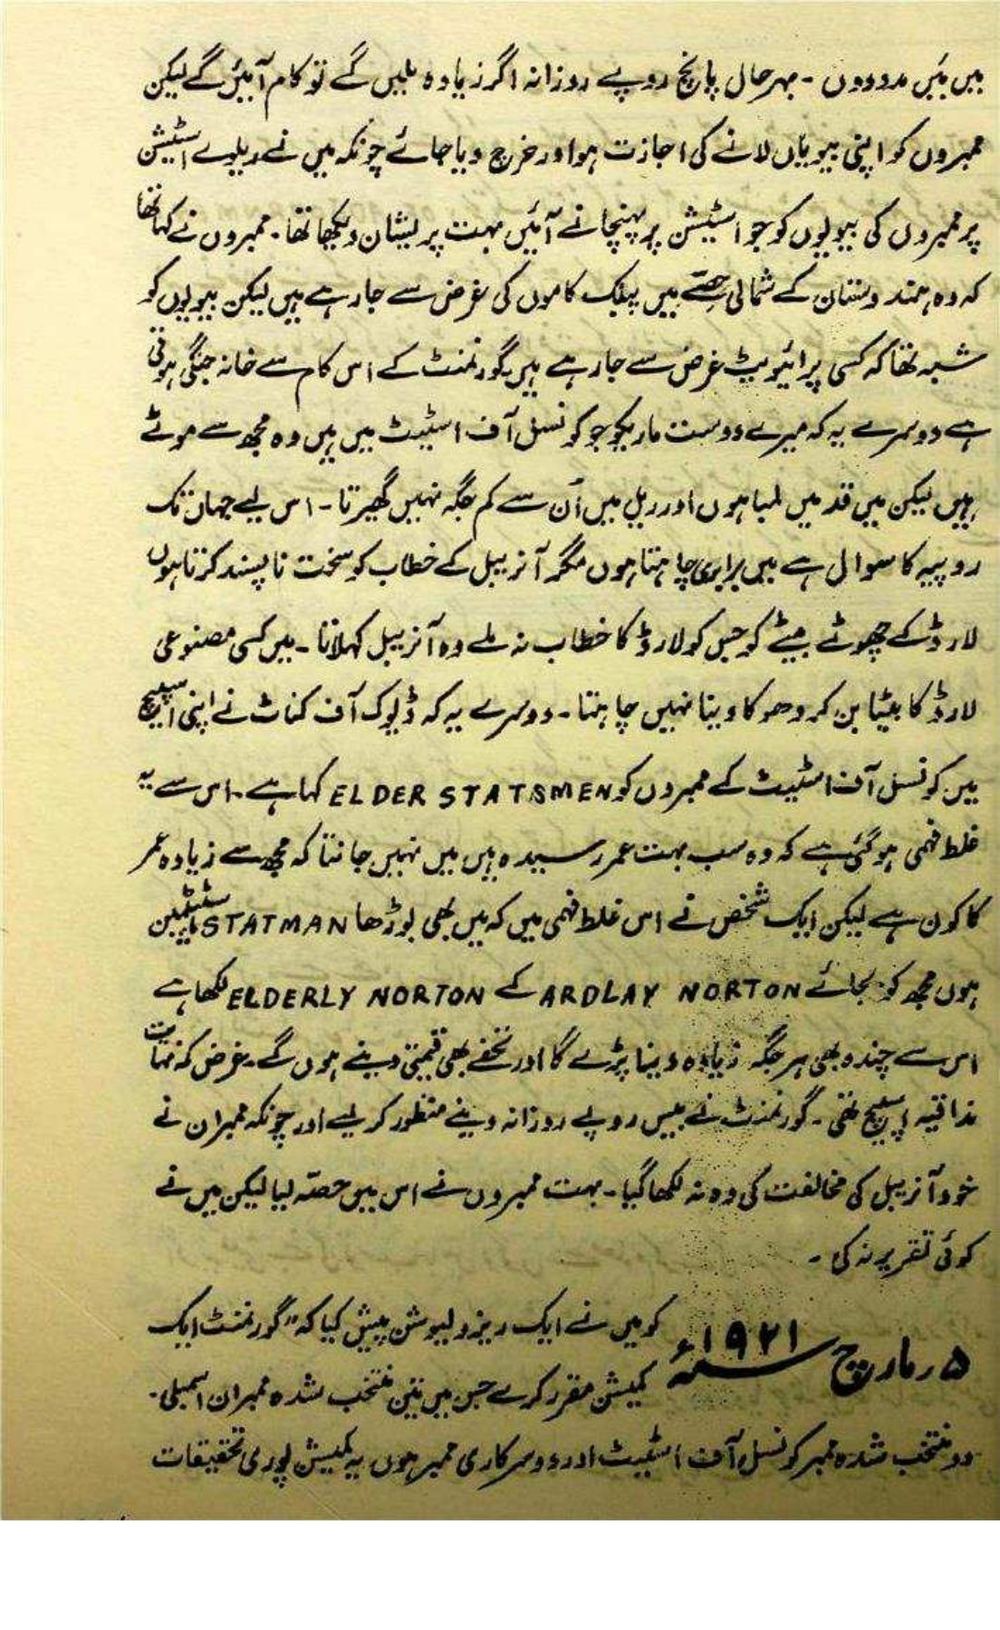 میں مَیں مدد دوں - بہرحال پانچ روپے روزانہ اگر زیادہ ملیں گے تو کام آئیں گے لیکن
ممبروں کو اپنی بیویاں لانے کی اجازت ہو اور خرچ دیا جائے چونکہ میں نے ریلوے اسٹیشن
پر ممبروں کی بیویوں کو جو اسٹیشن پر پہنچانے آئیں بہت پریشان دیکھا تھا - ممبروں نے کہا تھا
کہ وہ ہندوستان کے شمالی حصّے میں پبلک کاموں کی غرض سے جا رہے ہیں لیکن بیویوں کو
شبہ تھا کہ کسی پرائیویٹ غرض سے جا رہے ہیں گورنمنٹ کے اس کام سے خانہ جنگی ہوتی
ہے دوسرے یہ کہ میرے دوست ماریکو جو کونسل آف اسٹیٹ میں ہیں وہ مجھ سے موٹے
ہیں لیکن میں قد میں لمبا ہوں اور ریل میں اُن سے کم جگہ نہیں گھیرتا - اس لیے جہاں تک
روپیہ کا سوال ہے میں برابری چاہتا ہوں مگر آنریبل کے خطاب کو سخت ناپسند کرتا ہوں
لارڈ کے چھوٹے بیٹے کو جس کو لارڈ کا خطاب نہ ملے وہ آنریبل کہلاتا - میں کسی مصنوعی
لارڈ کا بیٹا بن کر دھوکا دینا نہیں چاہتا - دوسرے یہ کہ ڈیوک آف کناٹ نے اپنی اسپیچ
میں کونسل آف اسٹیٹ کے ممبروں کو ELDER STATSMEN کہا ہے - اس سے یہ
غلط فہمی ہو گئی ہے کہ وہ سب بہت عمر رسیدہ ہیں میں نہیں جانتا کہ مجھ سے زیادہ عمر
کا کون ہے لیکن ایک شخص نے اس غلط فہمی میں کہ میں بھی بوڑھا STATMAN
ہوں مجھ کو بجائے ARDLAY NORTON کے ELDERLY NORTON لکھا ہے
اس سے چندہ بھی ہر جگہ زیادہ دینا پڑے گا اور تحفے بھی قیمتی دینے ہوں گے - غرض کہ نہایت
مذاقیہ اسپیچ تھی - گورنمنٹ نے بیس روپے روزانہ دینے منظور کر لیے اور چونکہ ممبران نے
خود آنریبل کی مخالفت کی وہ نہ لکھا گیا - بہت ممبروں نے اس میں حصّہ لیا لیکن میں نے
کوئی تقریر نہ کی -
۵ ر مارچ سنہ ۱۹۲۱ء کو میں نے ایک ریزولیوشن پیش کیا کہ "گورنمنٹ ایک
کمیشن مقرر کرے جس میں تین منتخب شدہ ممبران اسمبلی -
دو منتخب شدہ ممبر کونسل آف اسٹیٹ اور دو سرکاری ممبر ہوں یہ کمیشن پوری تحقیقات